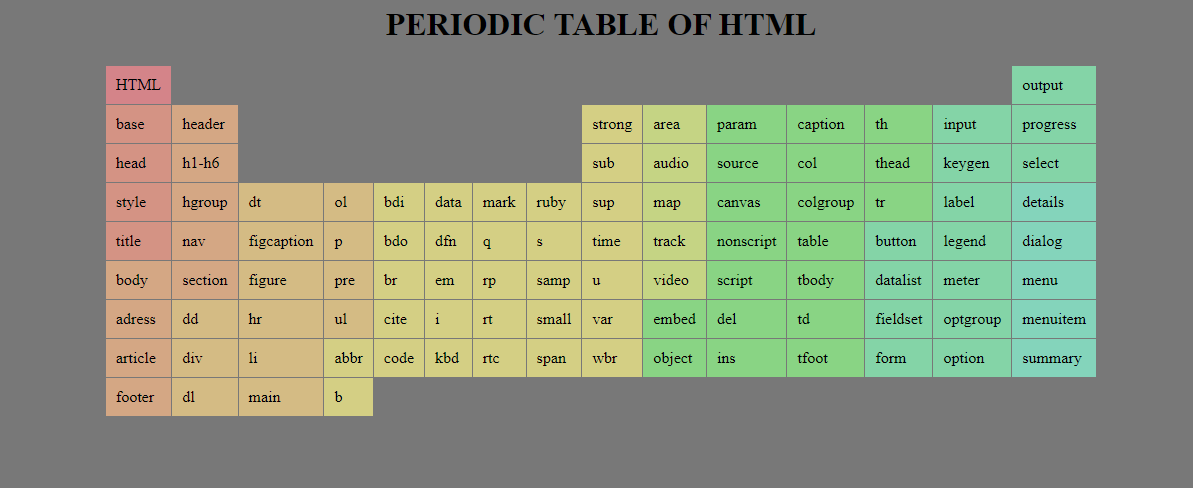 PERIODIC TABLE OF HTML
HTML output
base header strong area param caption th input progress
head h1-h6 sub audio source col thead keygen select
style hgroup dt ol bdi data mark ruby sup map canvas colgroup tr label details
title nav figcaption p bdo dfn q s time track nonscript table button legend dialog
body section figure pre br em rp samp u video script tbody datalist meter menu
adress dd hr ul cite i rt small var embed del td fieldset optgroup menuitem
article div li abbr code kbd rtc span wbr object ins tfoot form option summary
footer dl main b